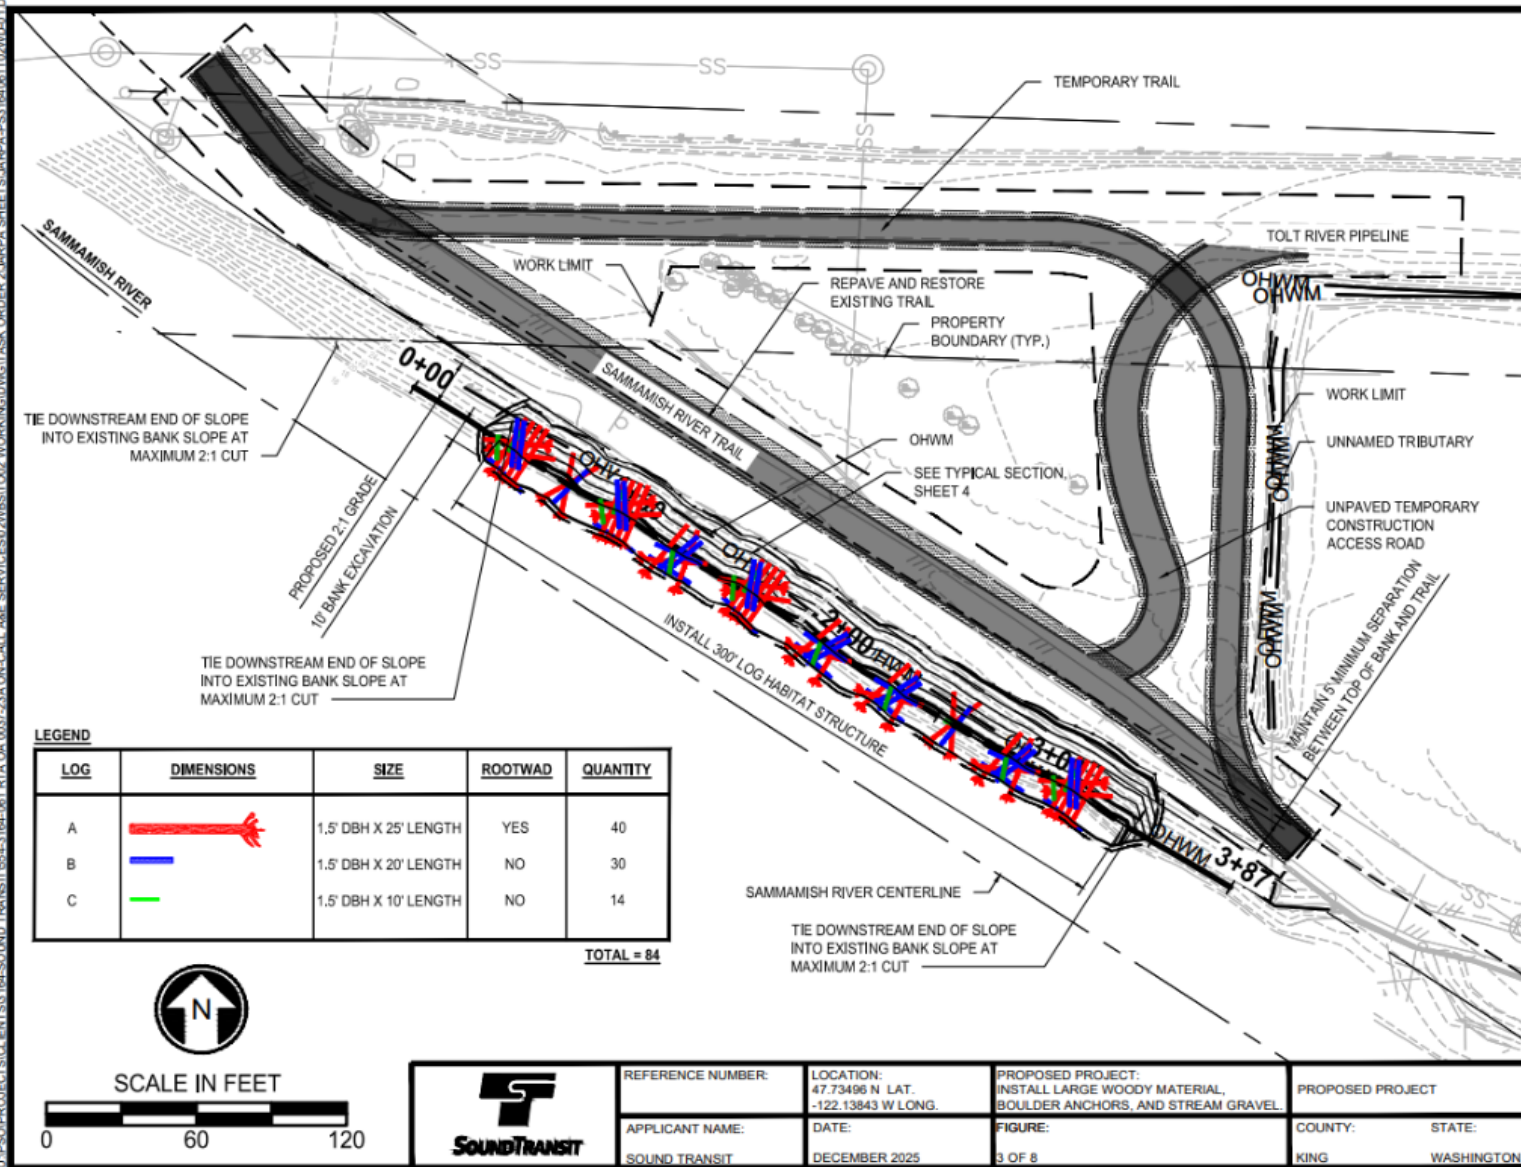 SS
SS
SS
SS
TEMPORARY TRAIL
TOLT RIVER PIPELINE
SAMMAMISH RIVER
WORK LIMIT
REPAVE AND RESTORE
EXISTING TRAIL
OHWM
OHWM
PROPERTY
BOUNDARY (TYP.)
0+00
SAMMAMISH RIVER TRAIL
WORK LIMIT
TIE DOWNSTREAM END OF SLOPE
INTO EXISTING BANK SLOPE AT
MAXIMUM 2:1 CUT
OHWM
UNNAMED TRIBUTARY
SEE TYPICAL SECTION,
SHEET 4
OHWM
OHWM
UNPAVED TEMPORARY
CONSTRUCTION
ACCESS ROAD
PROPOSED 2:1 GRADE
10' BANK EXCAVATION
INSTALL 300' LOG HABITAT STRUCTURE
2+00
OHWM
OHWM
MAINTAIN 5' MINIMUM SEPARATION
BETWEEN TOP OF BANK AND TRAIL
TIE DOWNSTREAM END OF SLOPE
INTO EXISTING BANK SLOPE AT
MAXIMUM 2:1 CUT
OHWM
3+87
SS
SS
SAMMAMISH RIVER CENTERLINE
TIE DOWNSTREAM END OF SLOPE
INTO EXISTING BANK SLOPE AT
MAXIMUM 2:1 CUT
LEGEND
LOG DIMENSIONS SIZE ROOTWAD QUANTITY
A 1.5' DBH X 25' LENGTH YES 40
B 1.5' DBH X 20' LENGTH NO 30
C 1.5' DBH X 10' LENGTH NO 14
TOTAL = 84
N
SCALE IN FEET
0 60 120
SOUNDTRANSIT
REFERENCE NUMBER:
APPLICANT NAME:
SOUND TRANSIT
LOCATION:
47.73496 N LAT.
-122.13843 W LONG.
DATE:
DECEMBER 2025
PROPOSED PROJECT:
INSTALL LARGE WOODY MATERIAL,
BOULDER ANCHORS, AND STREAM GRAVEL.
FIGURE:
3 OF 8
PROPOSED PROJECT
COUNTY:
KING
STATE:
WASHINGTON